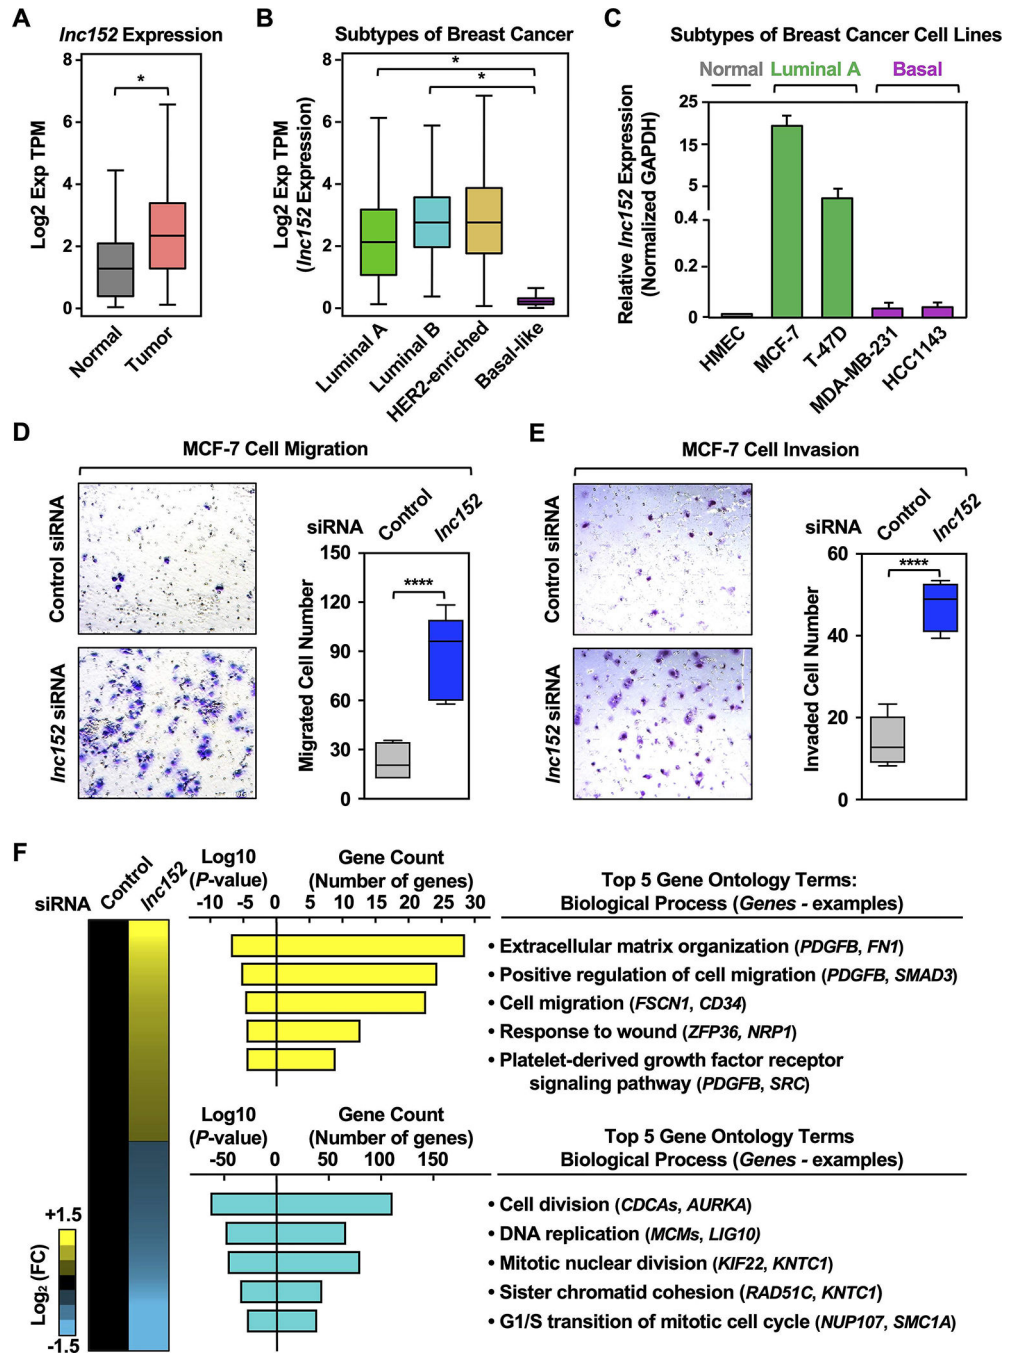 A
lnc152 Expression
Log2 Exp TPM
8
6
4
2
0
*
Normal
Tumor
B
Subtypes of Breast Cancer
Log2 Exp TPM
(lnc152 Expression)
8
6
4
2
0
*
*
Luminal A
Luminal B
HER2-enriched
Basal-like
C
Subtypes of Breast Cancer Cell Lines
Normal Luminal A Basal
Relative lnc152 Expression
(Normalized GAPDH)
25
15
5
0.4
0.2
0
HMEC
MCF-7
T-47D
MDA-MB-231
HCC1143
D
MCF-7 Cell Migration
Control siRNA
lnc152 siRNA
siRNA
Control
lnc152
Migrated Cell Number
150
120
90
60
30
0
****
E
MCF-7 Cell Invasion
Control siRNA
lnc152 siRNA
siRNA
Control
lnc152
Invaded Cell Number
60
40
20
0
****
F
siRNA
Control
lnc152
Log10
(P-value)
Gene Count
(Number of genes)
-10 -5 0 5 10 15 20 25 30
Top 5 Gene Ontology Terms:
Biological Process (Genes - examples)
• Extracellular matrix organization (PDGFB, FN1)
• Positive regulation of cell migration (PDGFB, SMAD3)
• Cell migration (FSCN1, CD34)
• Response to wound (ZFP36, NRP1)
• Platelet-derived growth factor receptor
signaling pathway (PDGFB, SRC)
Log10
(P-value)
Gene Count
(Number of genes)
-50 0 50 100 150
Top 5 Gene Ontology Terms
Biological Process (Genes - examples)
• Cell division (CDCAs, AURKA)
• DNA replication (MCMs, LIG10)
• Mitotic nuclear division (KIF22, KNTC1)
• Sister chromatid cohesion (RAD51C, KNTC1)
• G1/S transition of mitotic cell cycle (NUP107, SMC1A)
+1.5
Log2 (FC)
-1.5